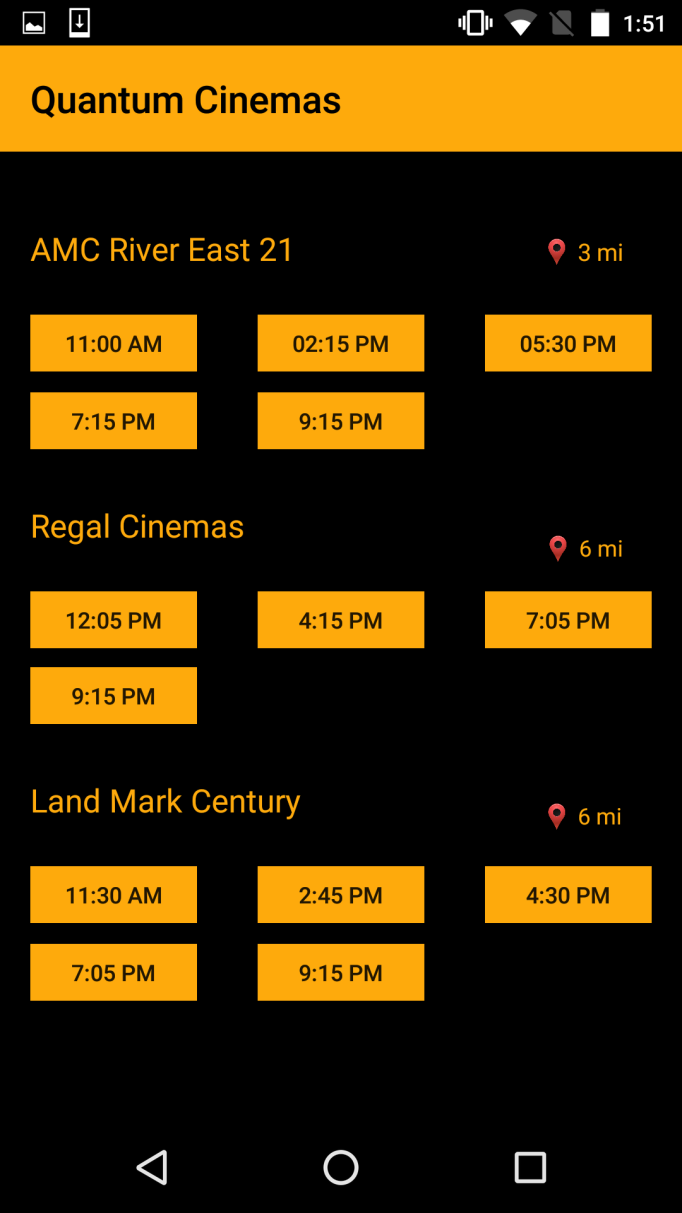 1:51
Quantum Cinemas
AMC River East 21
3 mi
11:00 AM 02:15 PM 05:30 PM
7:15 PM 9:15 PM
Regal Cinemas
6 mi
12:05 PM 4:15 PM 7:05 PM
9:15 PM
Land Mark Century
6 mi
11:30 AM 2:45 PM 4:30 PM
7:05 PM 9:15 PM